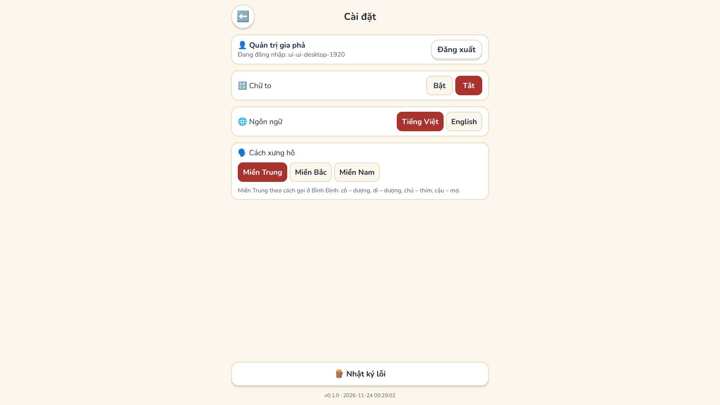 Cài đặt
Quản trị gia phả
Đang đăng nhập: ui-ui-desktop-1920
Đăng xuất
Chữ to
Bật
Tắt
Ngôn ngữ
Tiếng Việt
English
Cách xưng hô
Miền Trung
Miền Bắc
Miền Nam
Miền Trung theo cách gọi ở Bình Định: cô – dượng, dì – dượng, chú – thím, cậu – mợ.
Nhật ký lỗi
v0.1.0 · 2026-11-24 00:29:02